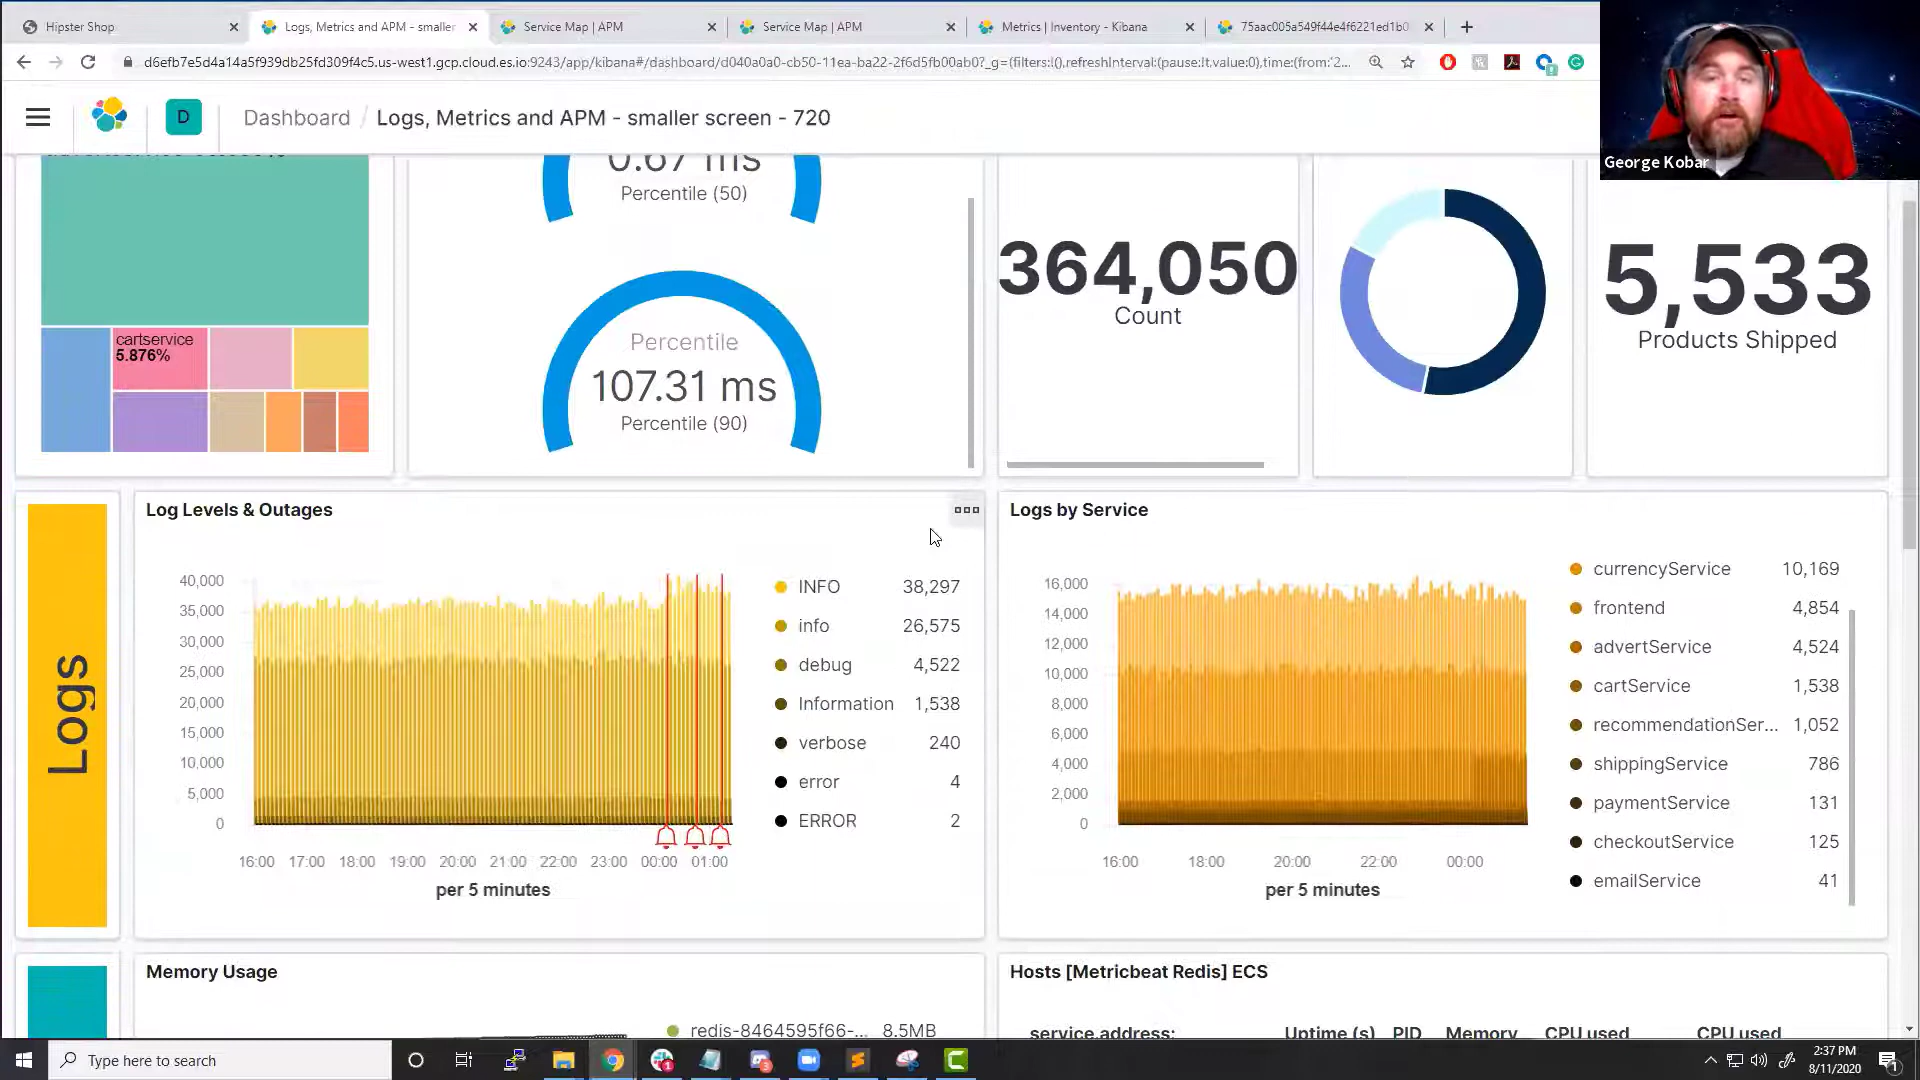 Hipster Shop
Logs, Metrics and APM - smaller
Service Map | APM
Service Map | APM
Metrics | Inventory - Kibana
75aac005a549f44e4f6221ed1b0
d6efb7e5d4a14a5f939db25fd309f4c5.us-west1.gcp.cloud.es.io:9243/app/kibana#/dashboard/d040a0a0-cb50-11ea-ba22-2f6d5fb00ab0?_g=(filters:!(),refreshInterval:(pause:!t,value:0),time:(from:'2...
D
Dashboard / Logs, Metrics and APM - smaller screen - 720
George Kobar
0.67 ms
Percentile (50)
Percentile
107.31 ms
Percentile (90)
cartservice
5.876%
364,050
Count
5,533
Products Shipped
Logs
Log Levels & Outages
40,000
35,000
30,000
25,000
20,000
15,000
10,000
5,000
0
16:00 17:00 18:00 19:00 20:00 21:00 22:00 23:00 00:00 01:00
per 5 minutes
INFO 38,297
info 26,575
debug 4,522
Information 1,538
verbose 240
error 4
ERROR 2
Logs by Service
16,000
14,000
12,000
10,000
8,000
6,000
4,000
2,000
0
16:00 18:00 20:00 22:00 00:00
per 5 minutes
currencyService 10,169
frontend 4,854
advertService 4,524
cartService 1,538
recommendationSer... 1,052
shippingService 786
paymentService 131
checkoutService 125
emailService 41
Memory Usage
redis-8464595f66-... 8.5MB
Hosts [Metricbeat Redis] ECS
service.address: Uptime (s) PID Memory CPU used CPU used
Type here to search
2:37 PM
8/11/2020